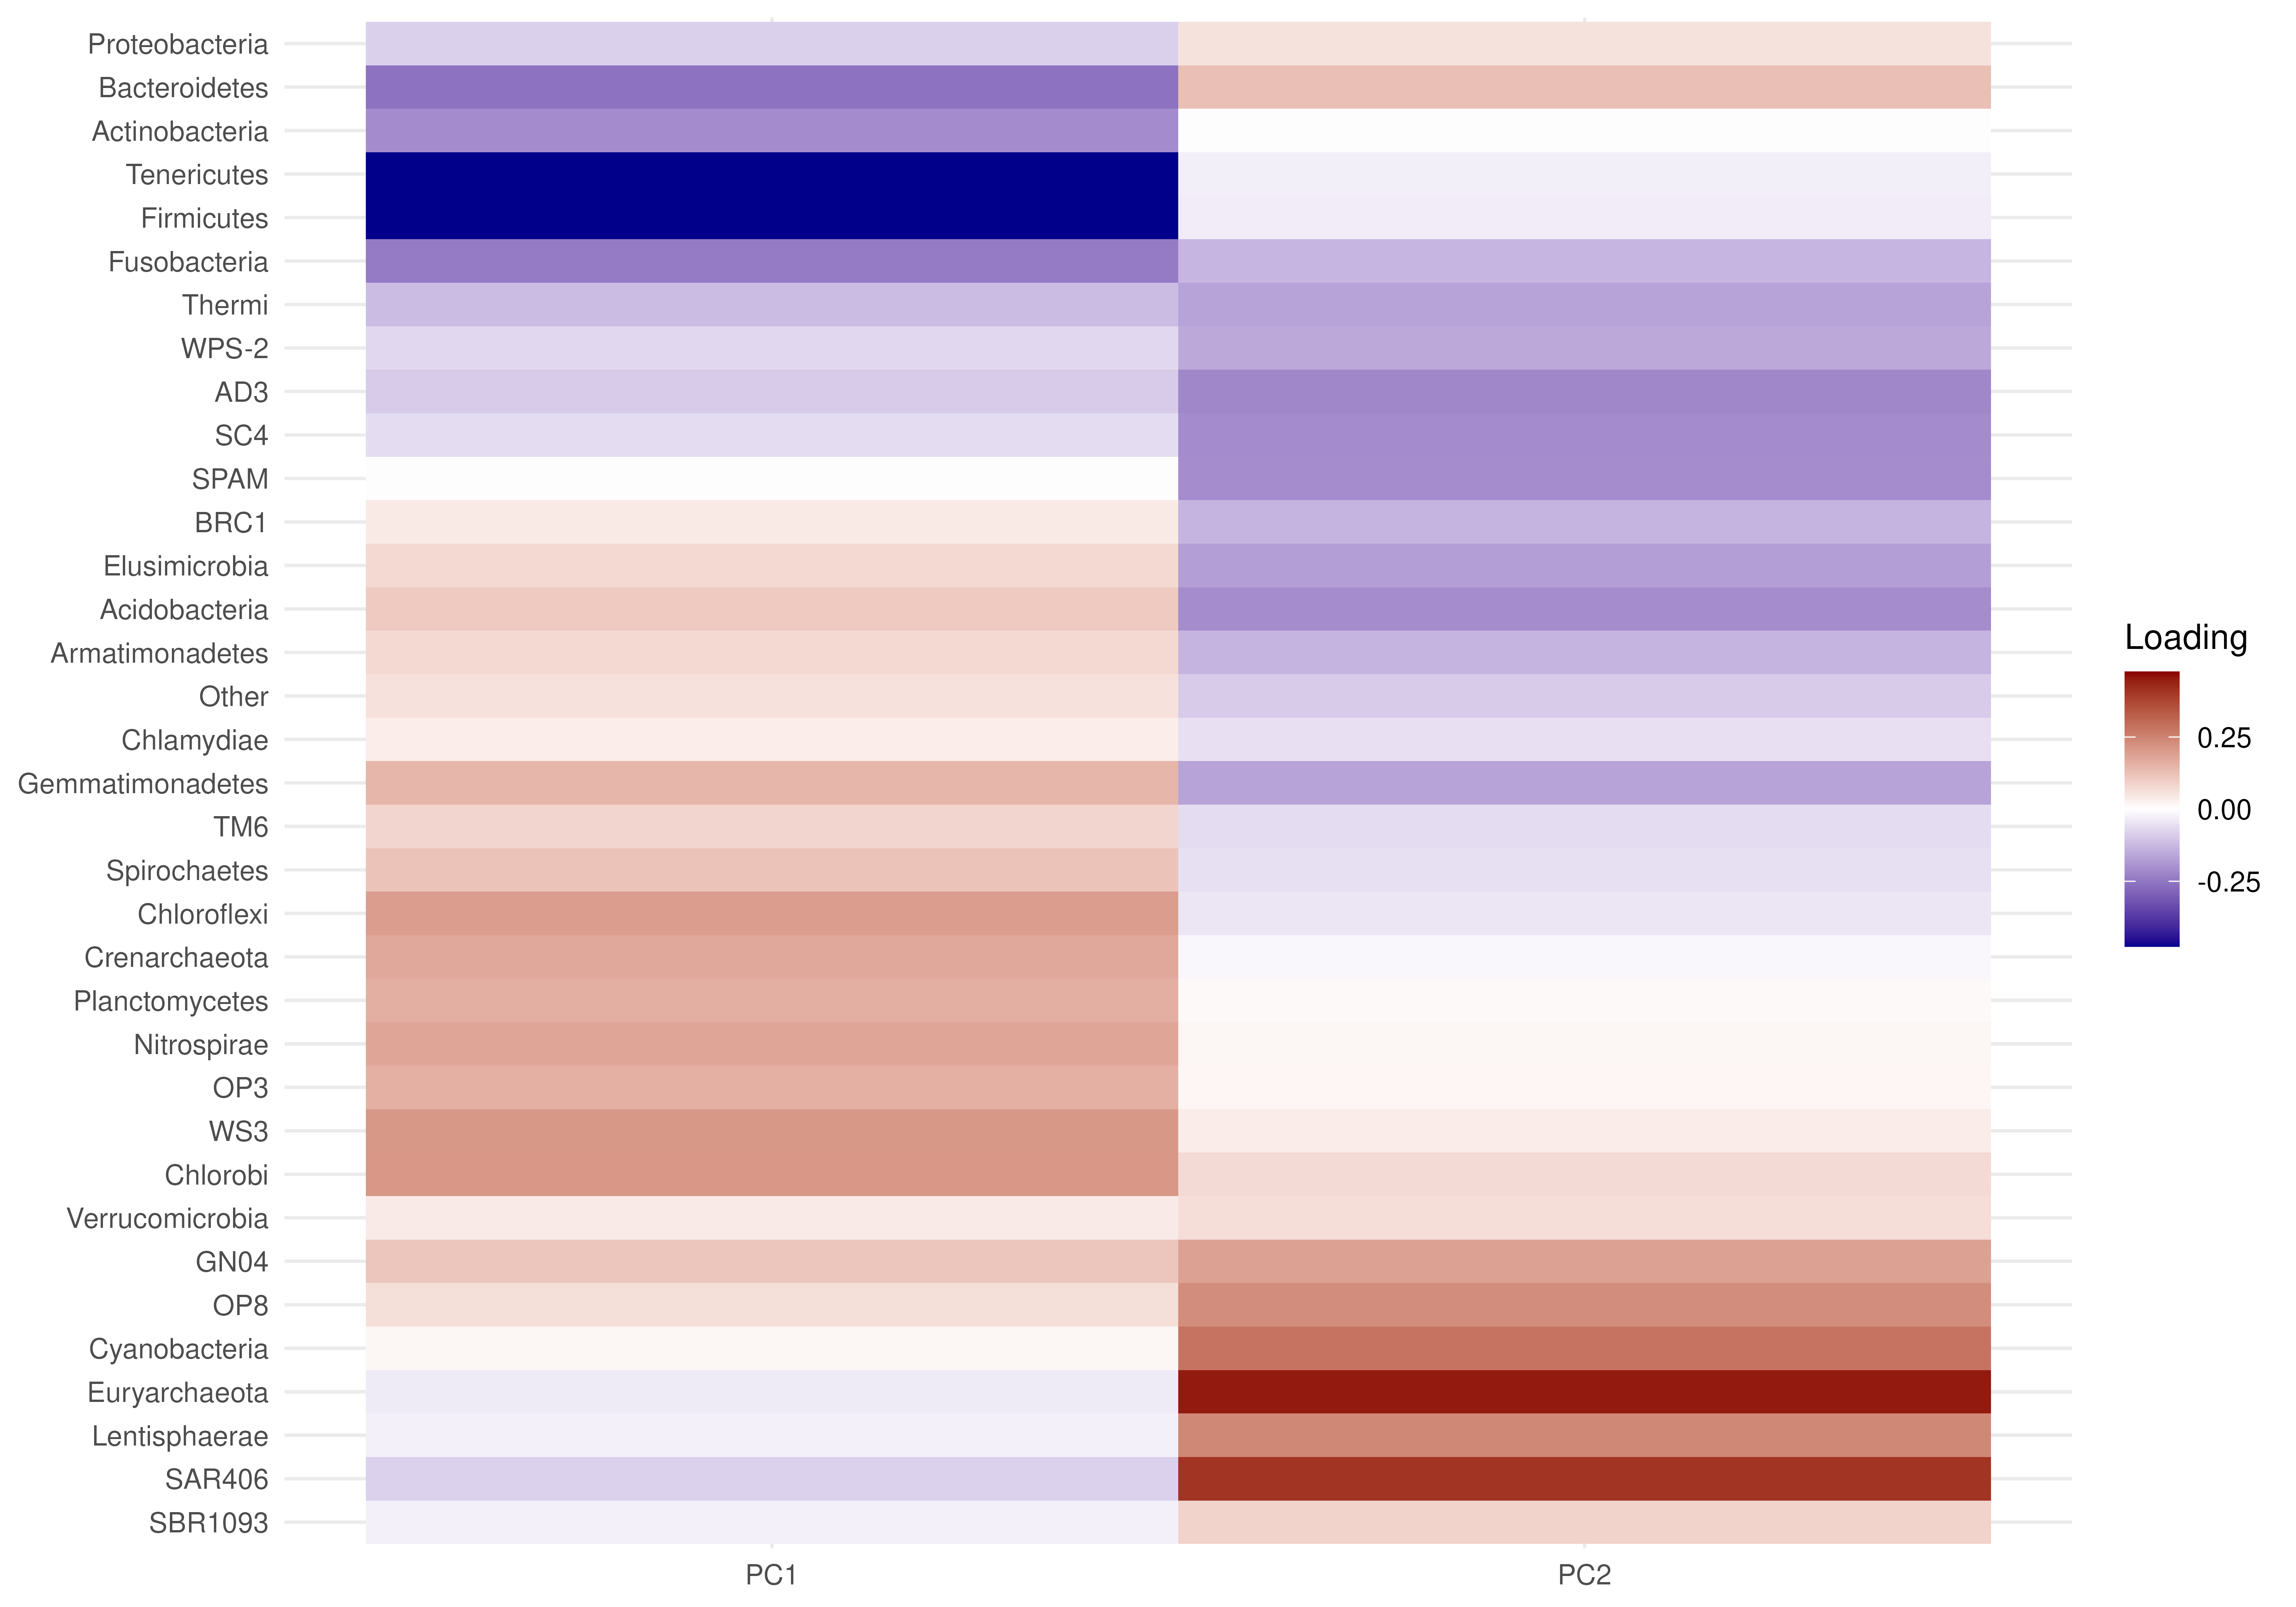 Proteobacteria
Bacteroidetes
Actinobacteria
Tenericutes
Firmicutes
Fusobacteria
Thermi
WPS-2
AD3
SC4
SPAM
BRC1
Elusimicrobia
Acidobacteria
Armatimonadetes
Other
Chlamydiae
Gemmatimonadetes
TM6
Spirochaetes
Chloroflexi
Crenarchaeota
Planctomycetes
Nitrospirae
OP3
WS3
Chlorobi
Verrucomicrobia
GN04
OP8
Cyanobacteria
Euryarchaeota
Lentisphaerae
SAR406
SBR1093
PC1
PC2
Loading
0.25
0.00
-0.25